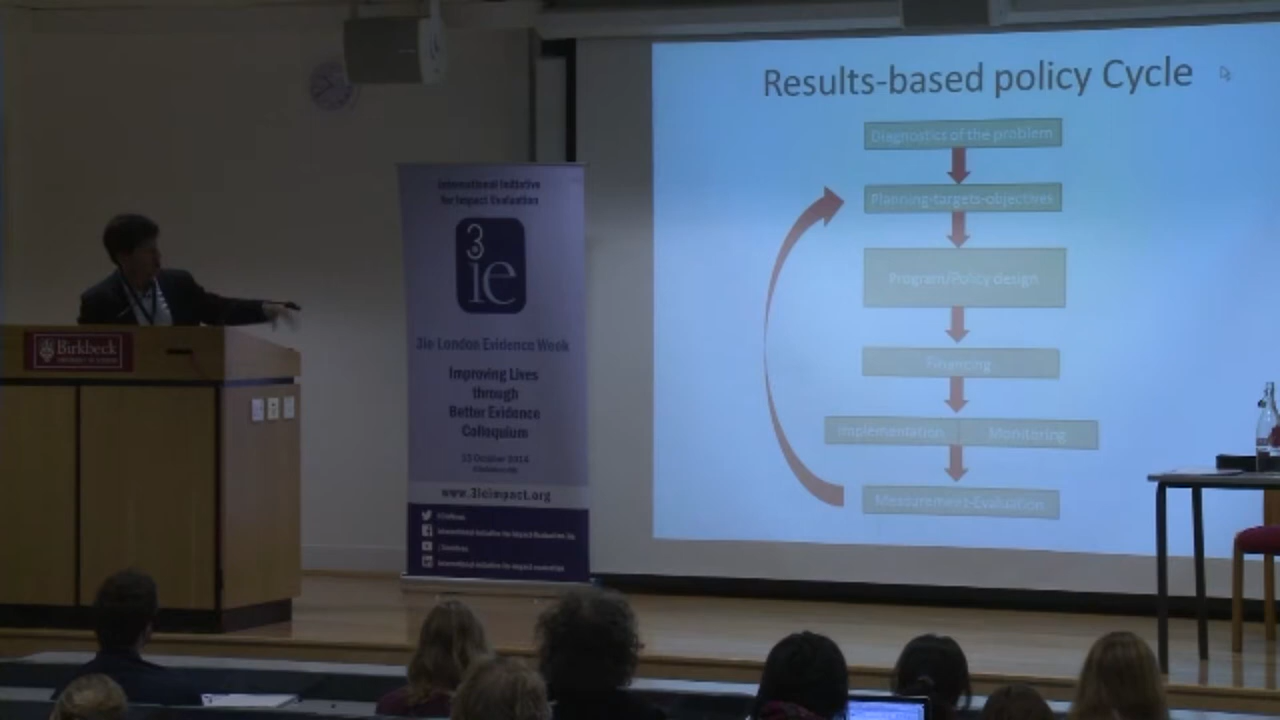 Results-based policy Cycle
Diagnostics of the problem
Planning-targets-objectives
Program/Policy design
Financing
Implementation
Monitoring
Measurement-Evaluation
International Initiative
for Impact Evaluation
3
ie
3ie London Evidence Week
Improving Lives
through
Better Evidence
Colloquium
www.3ieimpact.org
Birkbeck